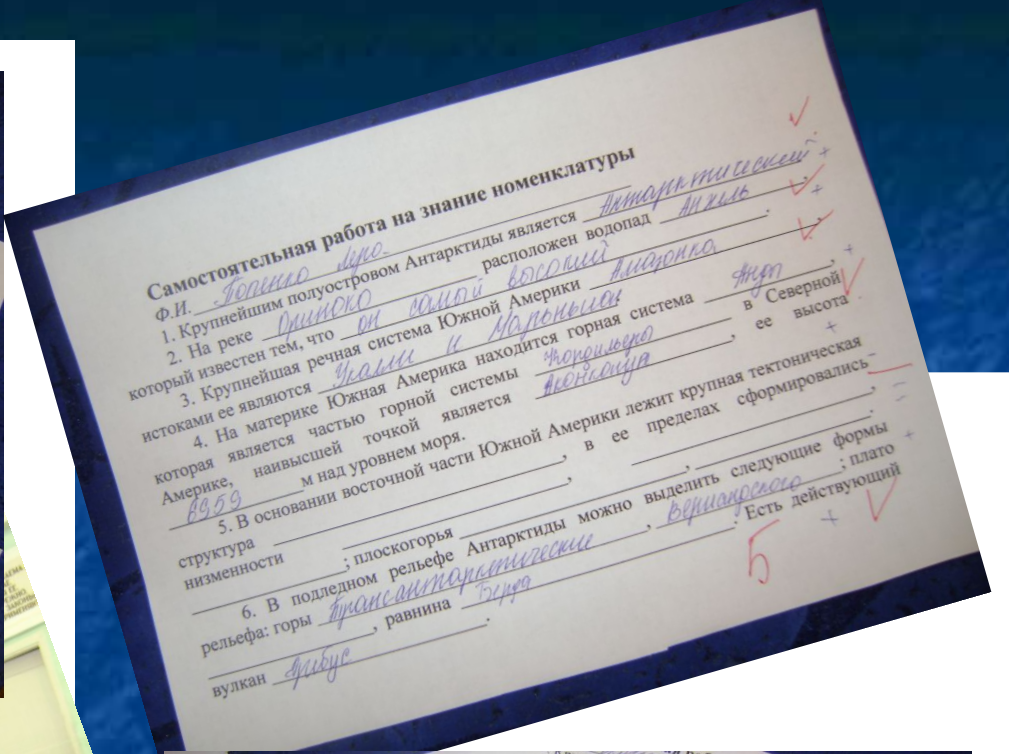 Самостоятельная работа на знание номенклатуры
Ф.И. Попенко Лера
1. Крупнейшим полуостровом Антарктиды является Антарктический.
2. На реке Ориноко расположен водопад Анхель,
который известен тем, что он самый высокий.
3. Крупнейшая речная система Южной Америки Амазонка,
истоками ее являются Укаяли и Мараньон
4. На материке Южная Америка находится горная система Анды,
которая является частью горной системы Кордильеры в Северной
Америке, наивысшей точкой является Аконкагуа, ее высота
6959 м над уровнем моря.
5. В основании восточной части Южной Америки лежит крупная тектоническая
структура , в ее пределах сформировались
низменности , , ,
; плоскогорья , .
6. В подледном рельефе Антарктиды можно выделить следующие формы
рельефа: горы Трансантарктические, Вернандского; плато
, равнина Бэрда. Есть действующий
вулкан Эребус.
5